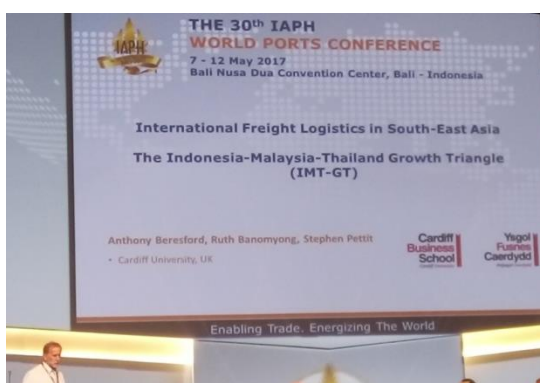 IAPH
THE 30th IAPH
WORLD PORTS CONFERENCE
7 - 12 May 2017
Bali Nusa Dua Convention Center, Bali - Indonesia
International Freight Logistics in South-East Asia
The Indonesia-Malaysia-Thailand Growth Triangle
(IMT-GT)
Anthony Beresford, Ruth Banomyong, Stephen Pettit
• Cardiff University, UK
Cardiff
Business
School
Ysgol
Fusnes
Caerdydd
Enabling Trade. Energizing The World